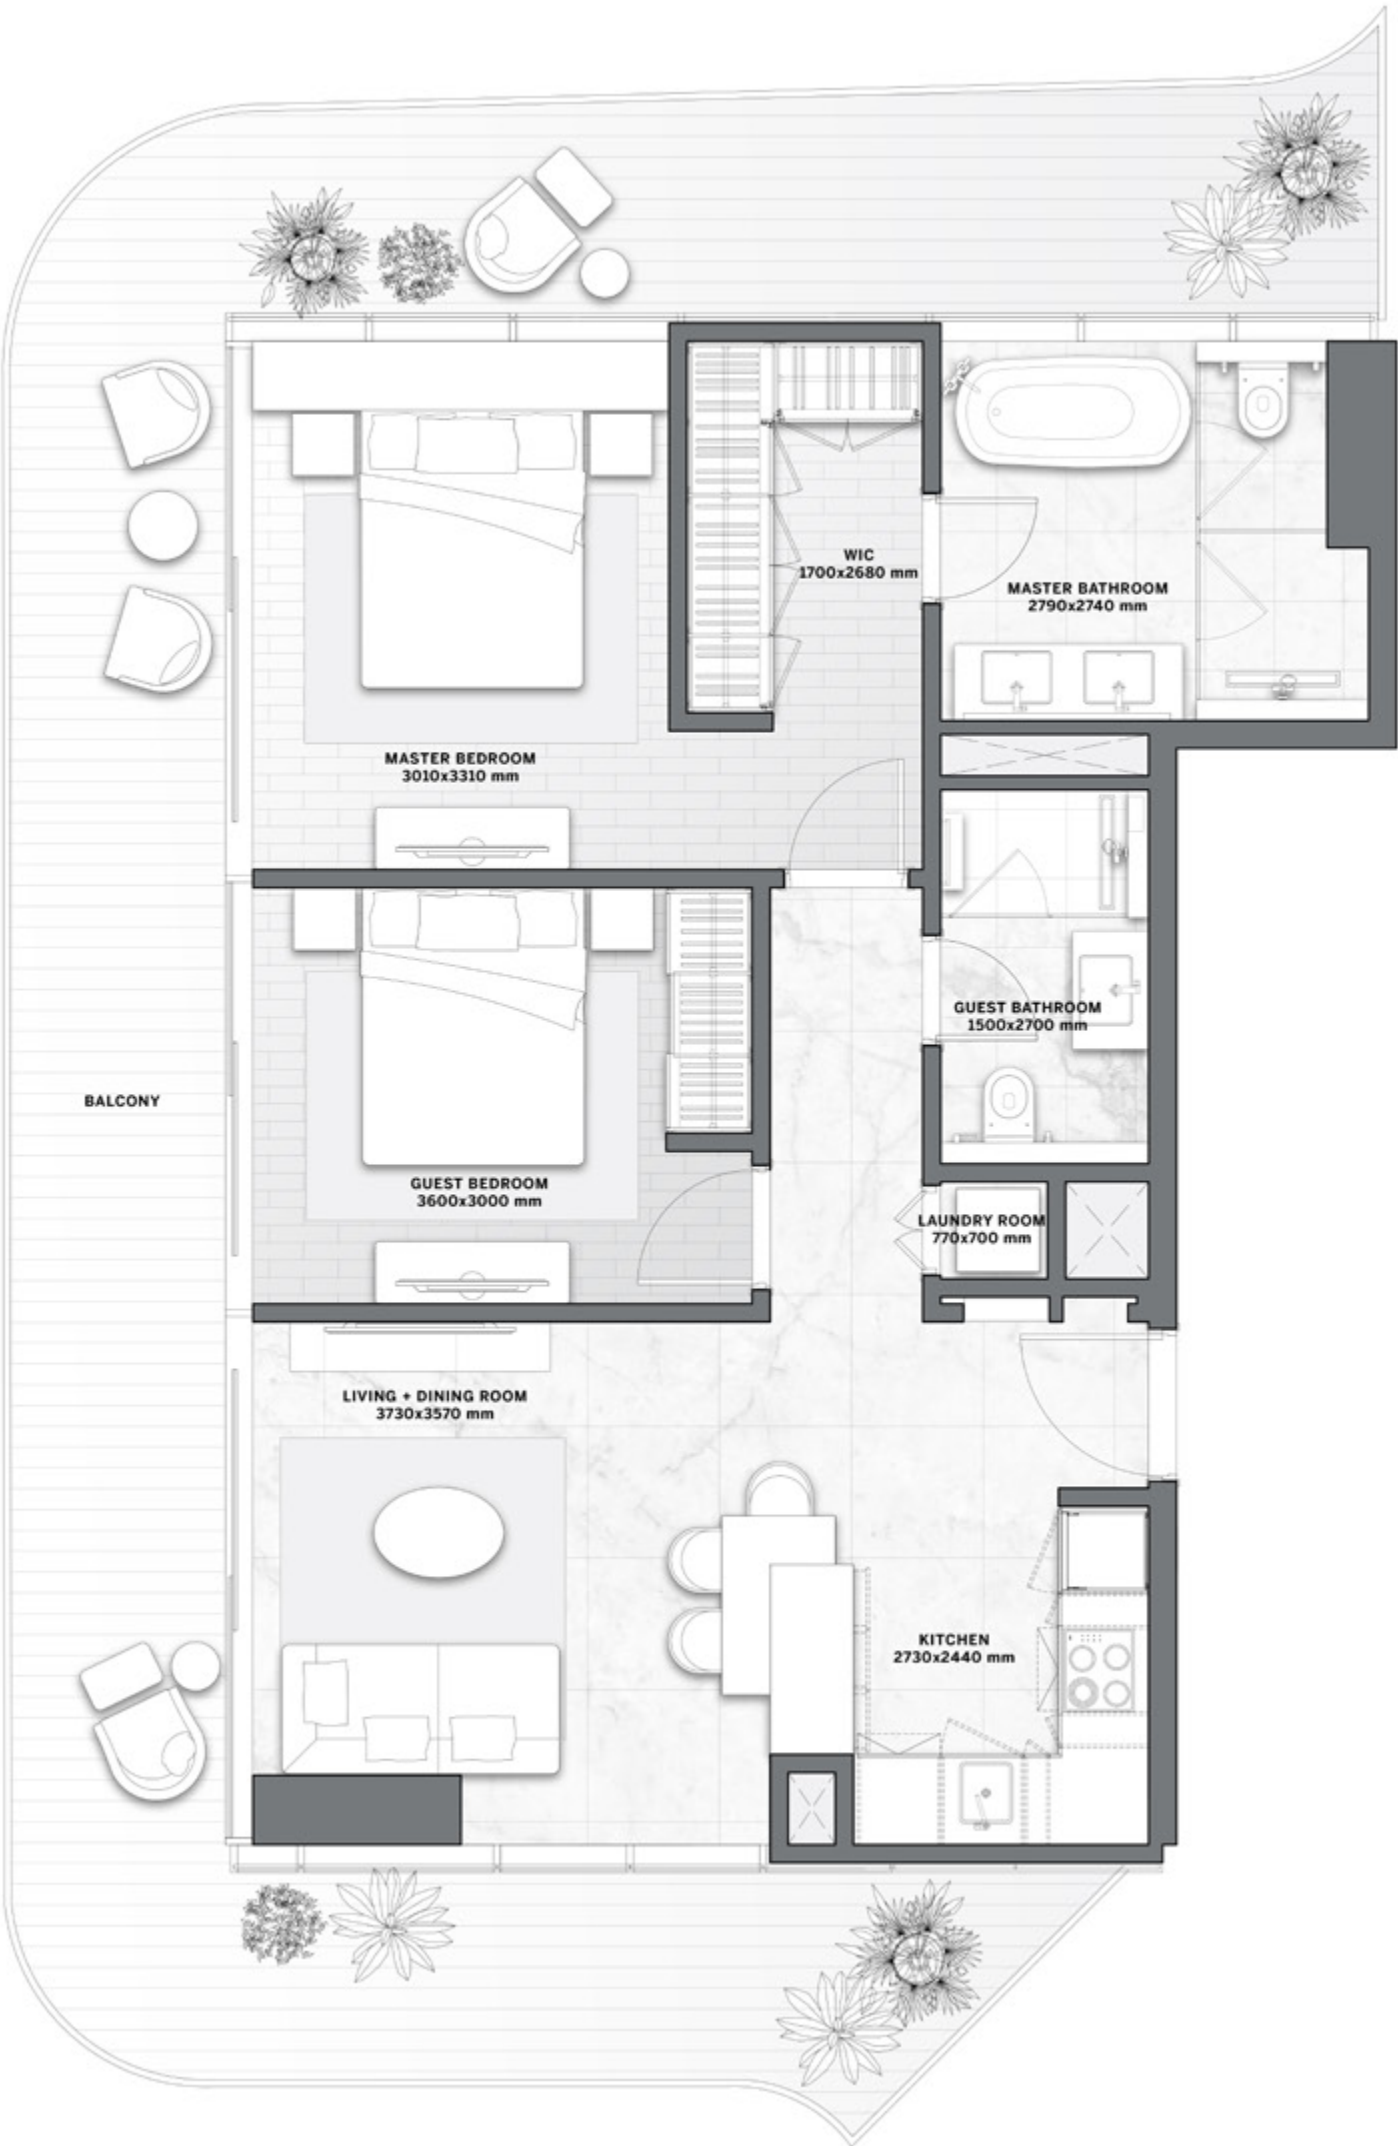 WIC
1700x2680 mm
MASTER BATHROOM
2790x2740 mm
MASTER BEDROOM
3010x3310 mm
GUEST BATHROOM
1500x2700 mm
BALCONY
GUEST BEDROOM
3600x3000 mm
LAUNDRY ROOM
770x700 mm
LIVING + DINING ROOM
3730x3570 mm
KITCHEN
2730x2440 mm